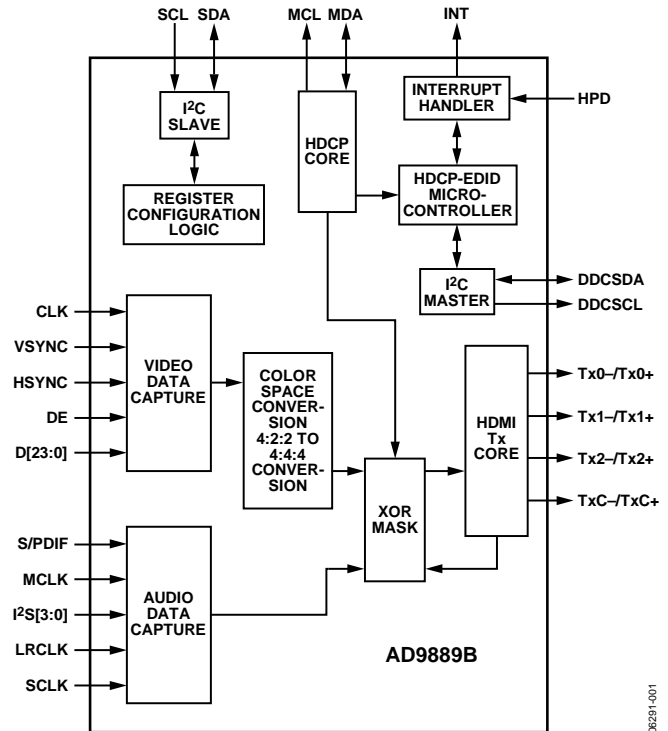 SCL SDA MCL MDA INT
I²C
SLAVE
HDCP
CORE
INTERRUPT
HANDLER
HPD
REGISTER
CONFIGURATION
LOGIC
HDCP-EDID
MICRO-
CONTROLLER
I²C
MASTER
DDCSDA
DDCSCL
CLK
VSYNC
HSYNC
DE
D[23:0]
VIDEO
DATA
CAPTURE
COLOR
SPACE
CONVER-
SION
4:2:2 TO
4:4:4
CONVER-
SION
XOR
MASK
HDMI
Tx
CORE
Tx0–/Tx0+
Tx1–/Tx1+
Tx2–/Tx2+
TxC–/TxC+
S/PDIF
MCLK
I²S[3:0]
LRCLK
SCLK
AUDIO
DATA
CAPTURE
AD9889B
06291-001